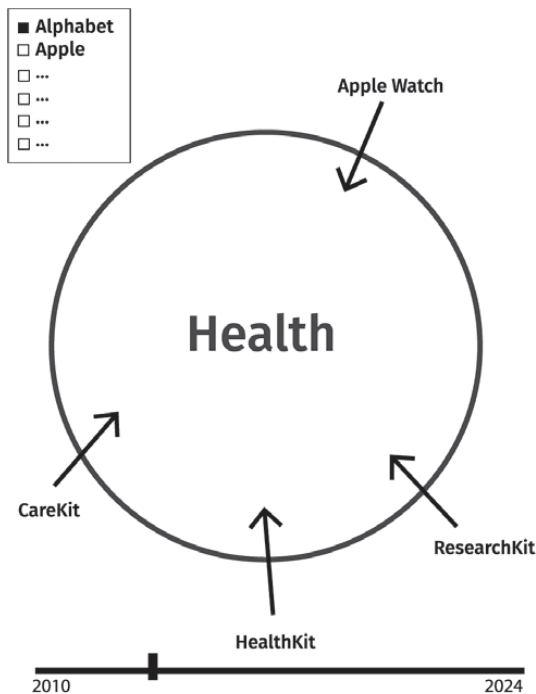 Alphabet
Apple
...
...
...
...
Apple Watch
Health
CareKit
ResearchKit
HealthKit
2010
2024